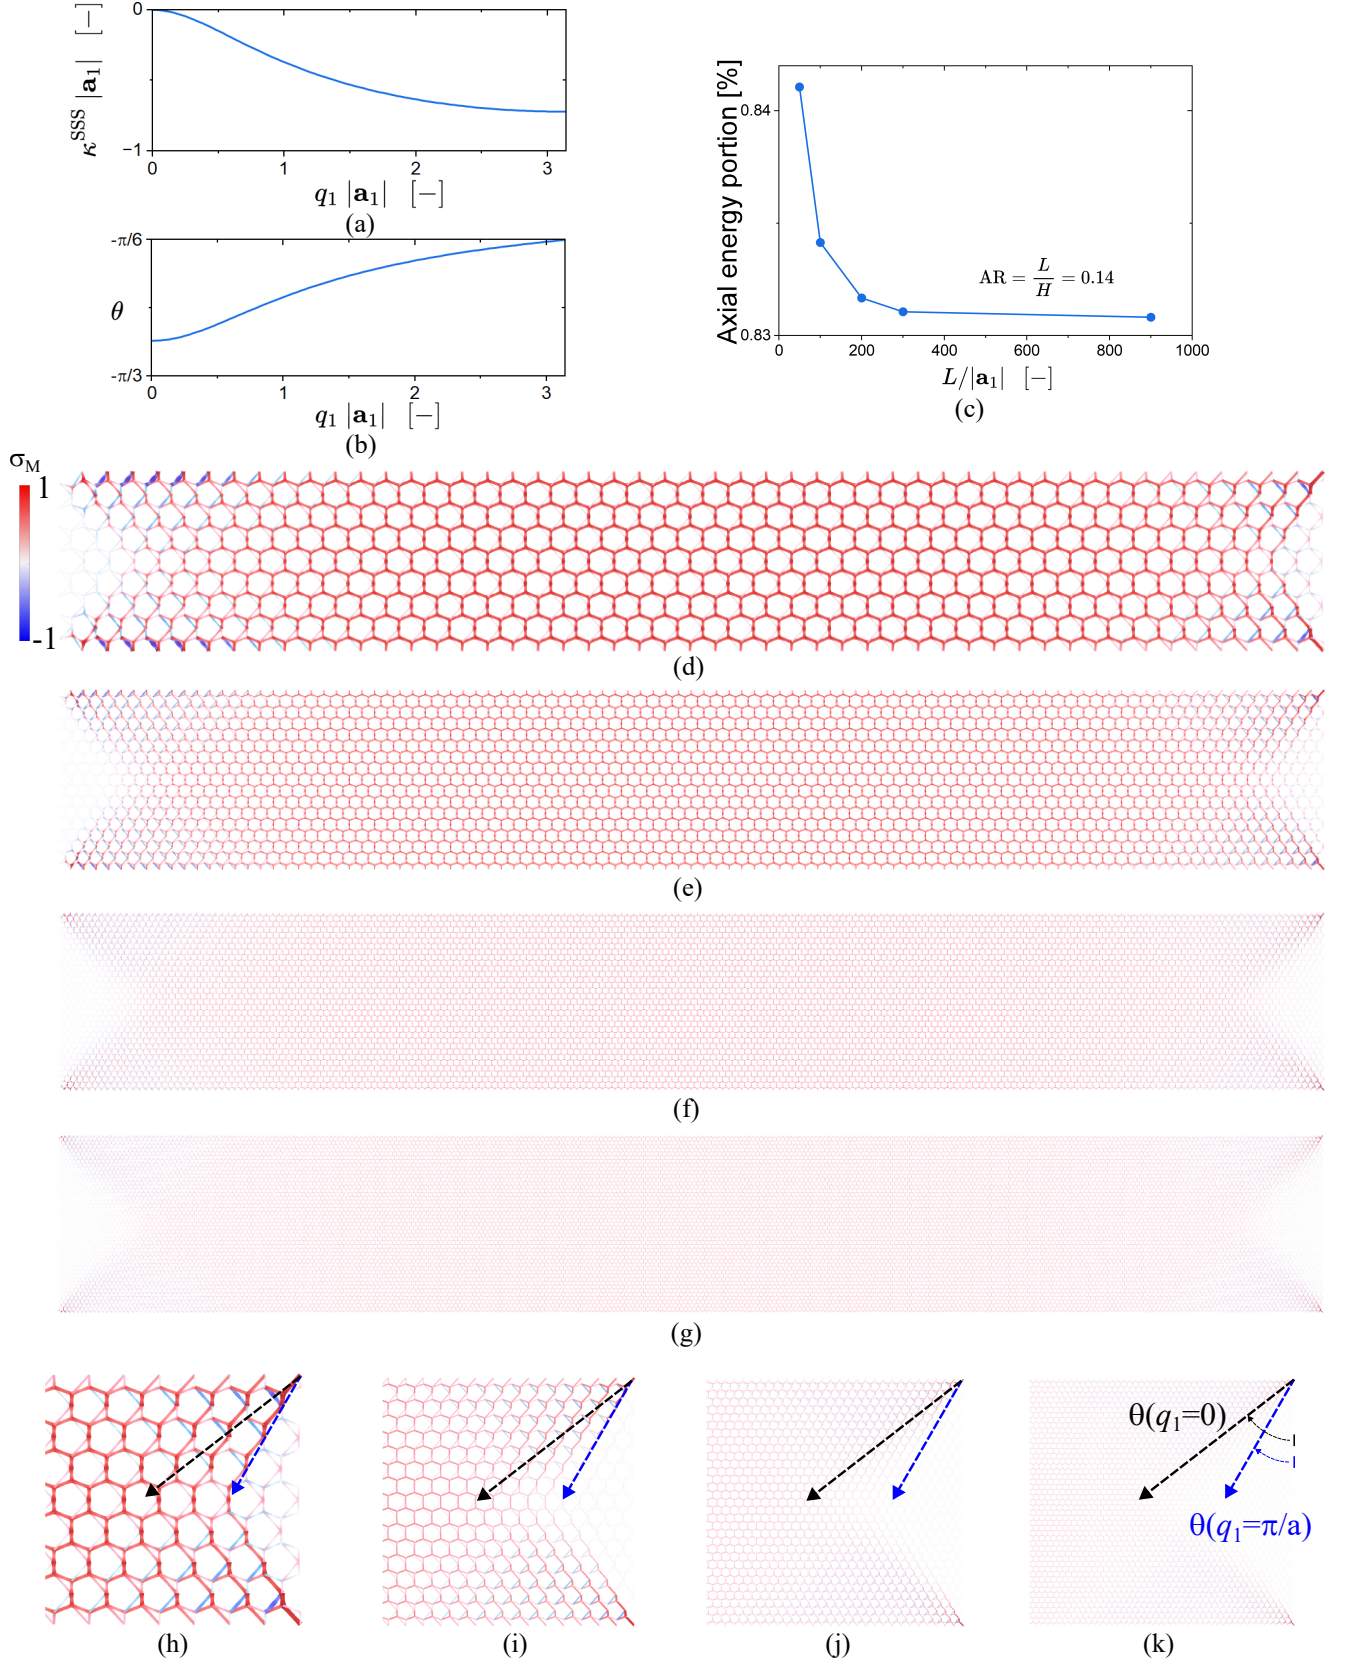 0
−1
κ^SSS |a₁| [−]
0 1 2 3
q₁ |a₁| [−]
(a)
-π/6
θ
-π/3
0 1 2 3
q₁ |a₁| [−]
(b)
Axial energy portion [%]
0.84
0.83
AR = L/H = 0.14
0 200 400 600 800 1000
L/|a₁| [−]
(c)
σ_M
1
-1
(d)
(e)
(f)
(g)
θ(q₁=0)
θ(q₁=π/a)
(h) (i) (j) (k)